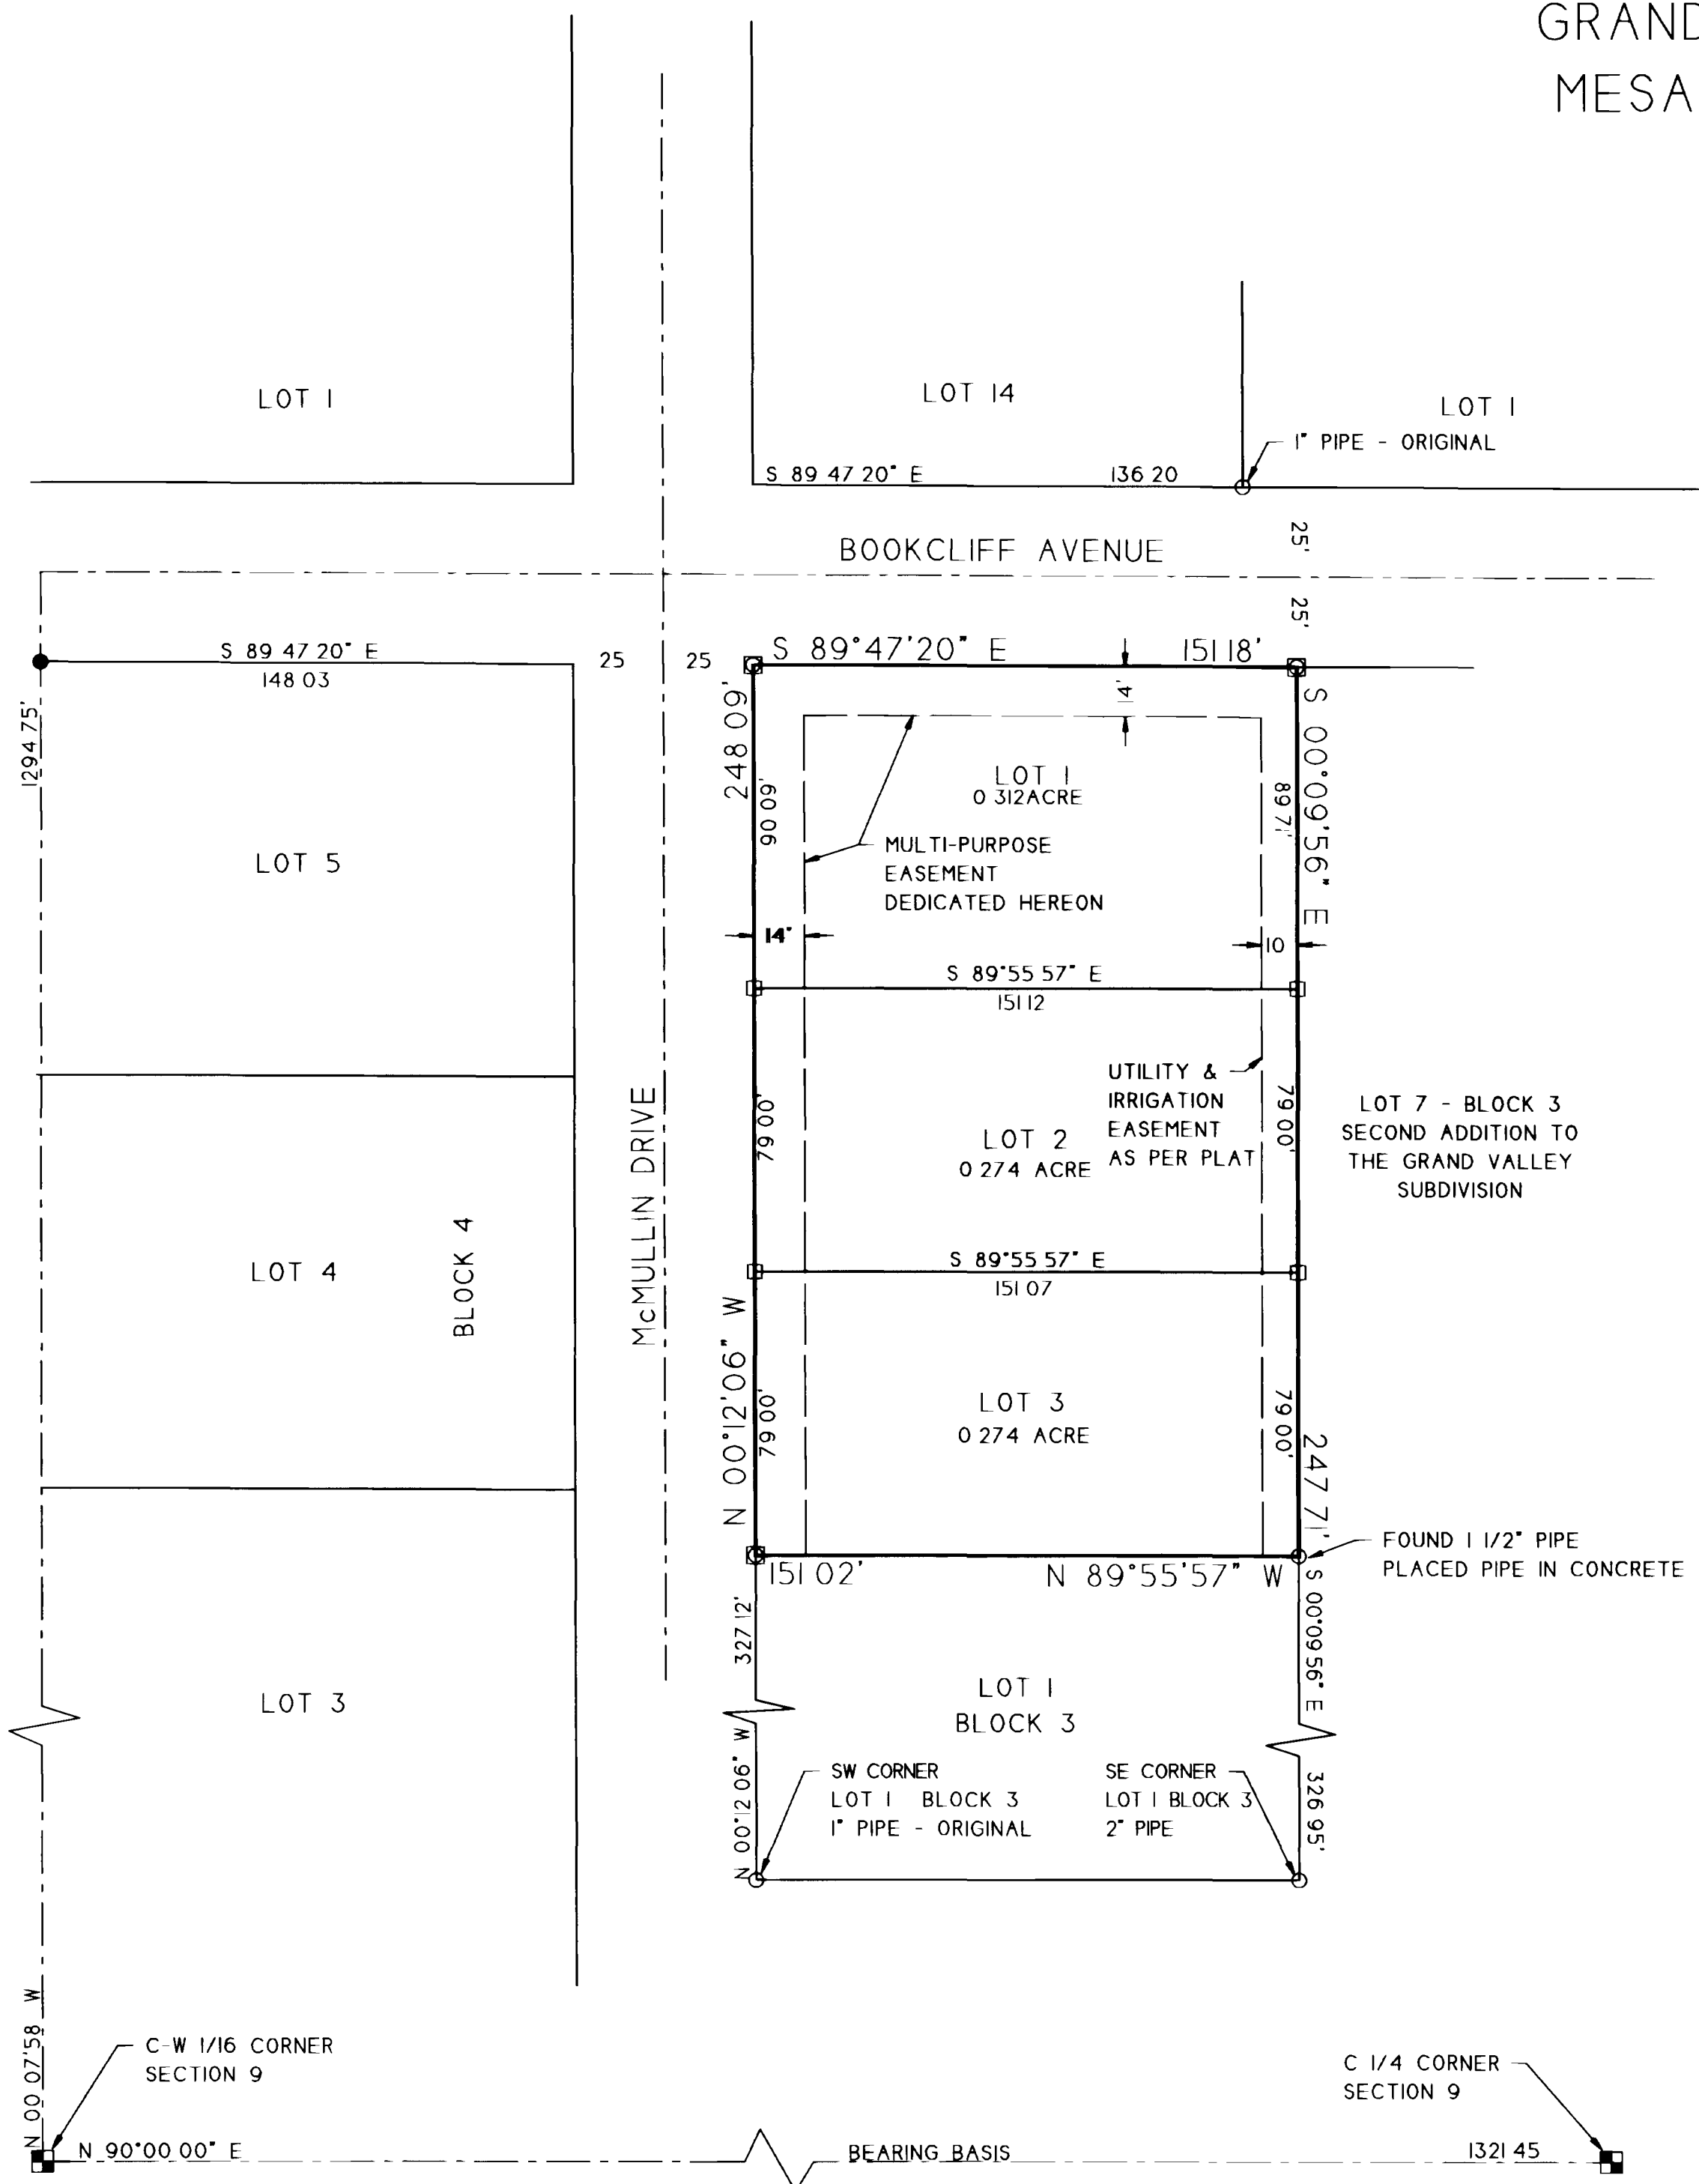 GRAND
MESA
LOT 1
LOT 14
LOT 1
1" PIPE - ORIGINAL
S 89 47 20" E 136 20
25'
BOOKCLIFF AVENUE
25'
S 89 47 20" E
148 03
25 25
S 89°47'20" E 151 18'
1294 75'
248 09'
90 09'
14'
S 00°09'56" E
89 71'
LOT 1
0 312ACRE
LOT 5
MULTI-PURPOSE
EASEMENT
DEDICATED HEREON
14'
10
S 89°55 57" E
151 12
McMULLIN DRIVE
79 00'
UTILITY &
IRRIGATION
EASEMENT
AS PER PLAT
79 00'
LOT 2
0 274 ACRE
LOT 7 - BLOCK 3
SECOND ADDITION TO
THE GRAND VALLEY
SUBDIVISION
LOT 4
BLOCK 4
S 89°55 57" E
151 07
N 00°12'06" W
79 00'
LOT 3
0 274 ACRE
79 00'
247 71'
FOUND 1 1/2" PIPE
PLACED PIPE IN CONCRETE
151 02' N 89°55'57" W
327 12'
S 00°09 56" E
LOT 3
LOT 1
BLOCK 3
N 00°12 06" W
SW CORNER
LOT 1 BLOCK 3
1" PIPE - ORIGINAL
SE CORNER
LOT 1 BLOCK 3
2" PIPE
326 95'
N 00 07'58 W
C-W 1/16 CORNER
SECTION 9
C 1/4 CORNER
SECTION 9
N 90°00 00" E BEARING BASIS 1321 45